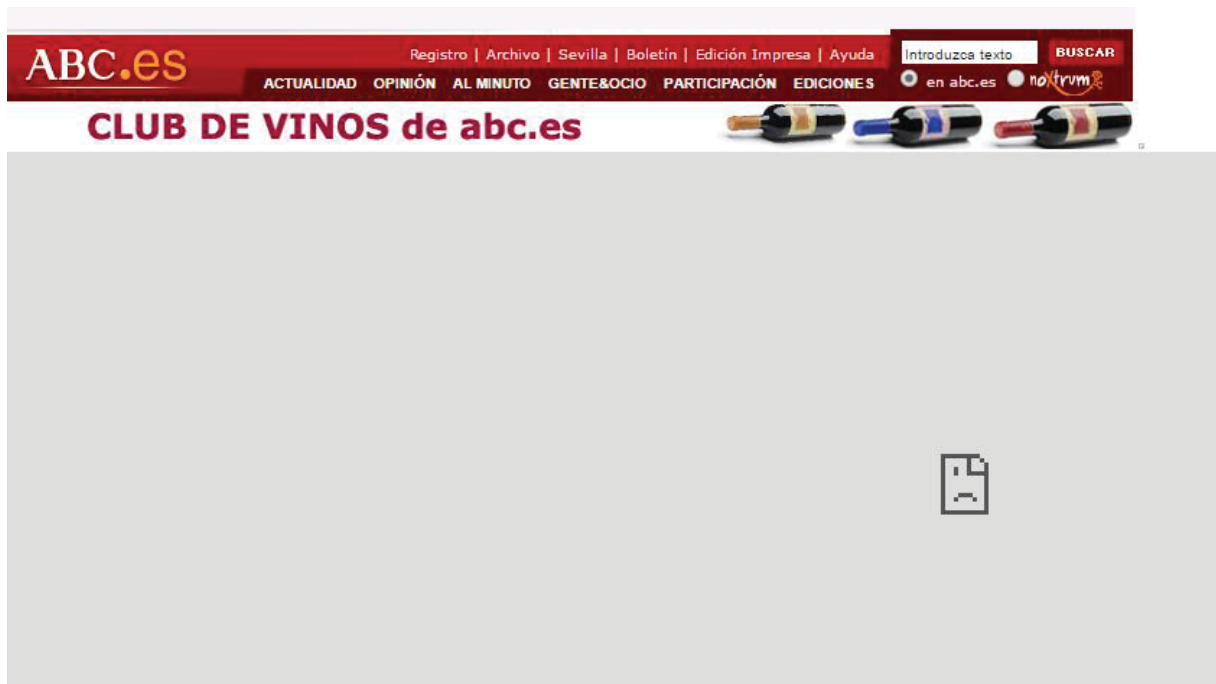 ABC.es
Registro | Archivo | Sevilla | Boletín | Edición Impresa | Ayuda
ACTUALIDAD OPINIÓN AL MINUTO GENTE&OCIO PARTICIPACIÓN EDICIONES
Introduzca texto BUSCAR
en abc.es noxtrum
CLUB DE VINOS de abc.es